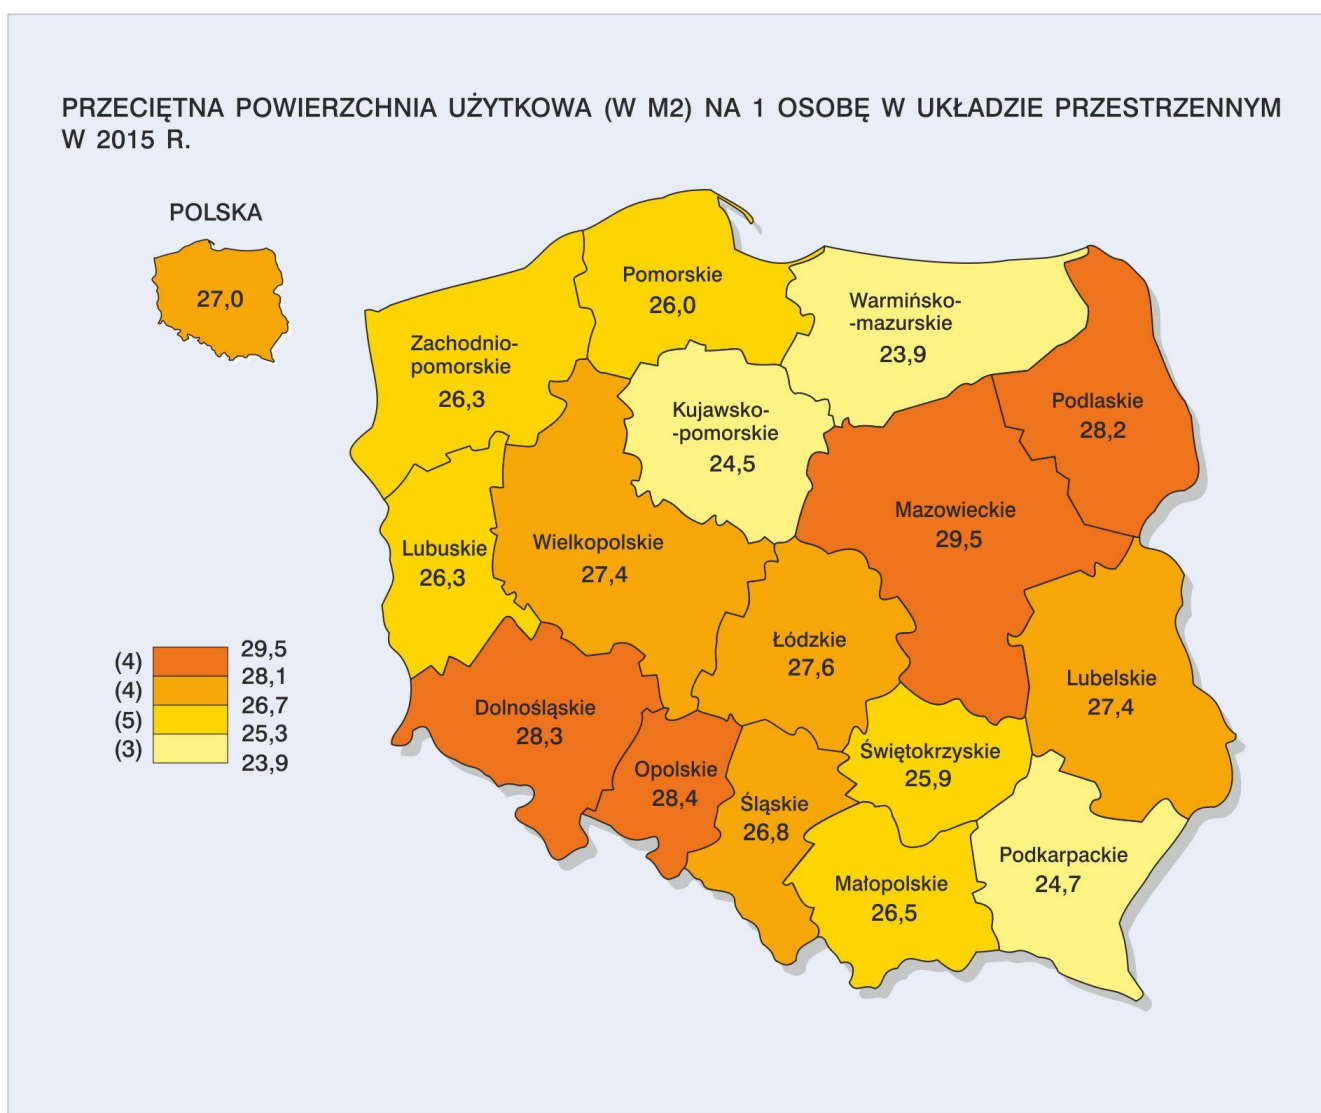 PRZECIĘTNA POWIERZCHNIA UŻYTKOWA (W M2) NA 1 OSOBĘ W UKŁADZIE PRZESTRZENNYM
W 2015 R.
POLSKA
27,0
Pomorskie
26,0
Warmińsko-
-mazurskie
23,9
Zachodnio-
pomorskie
26,3
Kujawsko-
-pomorskie
24,5
Podlaskie
28,2
Mazowieckie
29,5
Lubuskie
26,3
Wielkopolskie
27,4
Łódzkie
27,6
Lubelskie
27,4
Dolnośląskie
28,3
Opolskie
28,4
Śląskie
26,8
Świętokrzyskie
25,9
Małopolskie
26,5
Podkarpackie
24,7
29,5
(4)
28,1
(4)
26,7
(5)
25,3
(3)
23,9